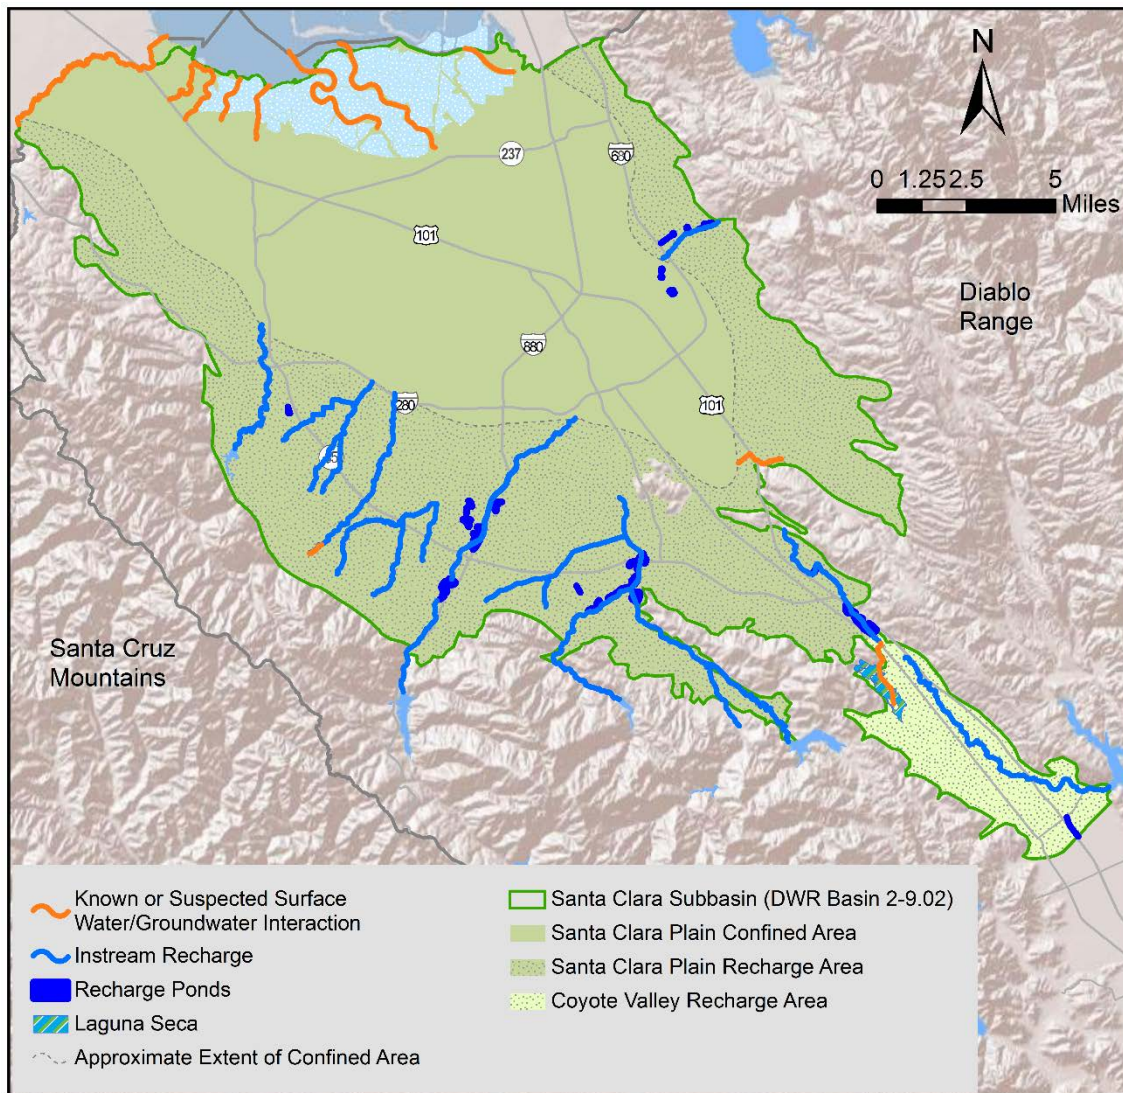 N
237
680
0 1.25 2.5 5
Miles
101
Diablo
Range
880
280
101
Santa Cruz
Mountains
Known or Suspected Surface
Water/Groundwater Interaction
Instream Recharge
Recharge Ponds
Laguna Seca
Approximate Extent of Confined Area
Santa Clara Subbasin (DWR Basin 2-9.02)
Santa Clara Plain Confined Area
Santa Clara Plain Recharge Area
Coyote Valley Recharge Area